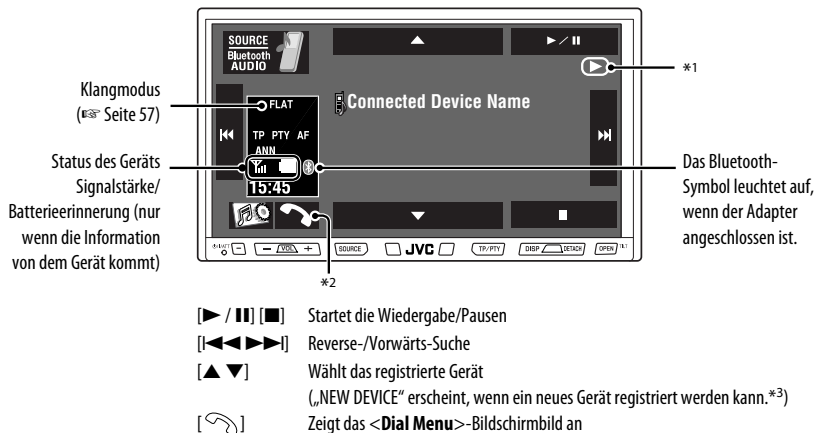 SOURCE
Bluetooth
AUDIO
▲
►/❙❙
*1
Klangmodus
(☞ Seite 57)
FLAT
Connected Device Name
TP PTY AF
ANN
15:45
Status des Geräts
Signalstärke/
Batterieerinnerung (nur
wenn die Information
von dem Gerät kommt)
Das Bluetooth-
Symbol leuchtet auf,
wenn der Adapter
angeschlossen ist.
▼
■
– VOL + SOURCE JVC TP/PTY DISP DETACH OPEN TILT
*2
[► / ❙❙] [■] Startet die Wiedergabe/Pausen
[|◄◄ ►►|] Reverse-/Vorwärts-Suche
[▲ ▼] Wählt das registrierte Gerät
(„NEW DEVICE“ erscheint, wenn ein neues Gerät registriert werden kann.*3)
[ ] Zeigt das <Dial Menu>-Bildschirmbild an